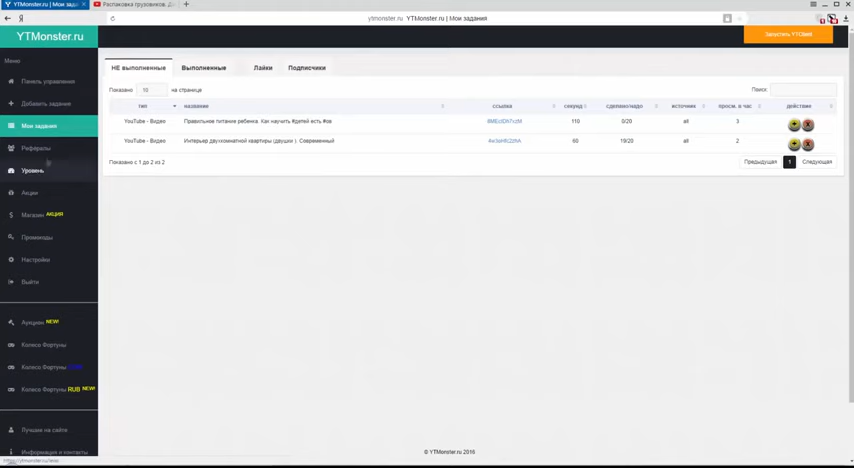 YTMonster.ru | Мои зада
Распаковка Грузовиков. Д
Я
ytmonster.ru YTMonster.ru | Мои задания
YTMonster.ru
Запустить YTClient
Меню
Панель управления
Добавить задание
Мои задания
Рефералы
Уровень
Акции
Магазин АКЦИЯ
Промокоды
Настройки
Выйти
Аукцион NEW!
Колесо Фортуны
Колесо Фортуны
Колесо Фортуны RUB NEW!
Лучшие на сайте
Информация и контакты
НЕ выполненные Выполненные Лайки Подписчики
Показано 10 на странице Поиск:
тип название ссылка секунд сделано/надо источник просм. в час действие
YouTube - Видео Правильное питание ребенка. Как научить #детей есть #ов 110 0/20 all 3
YouTube - Видео Интерьер двухкомнатной квартиры (двушки ). Современный 60 19/20 all 2
Показано с 1 до 2 из 2 Предыдущая 1 Следующая
© YTMonster.ru 2016